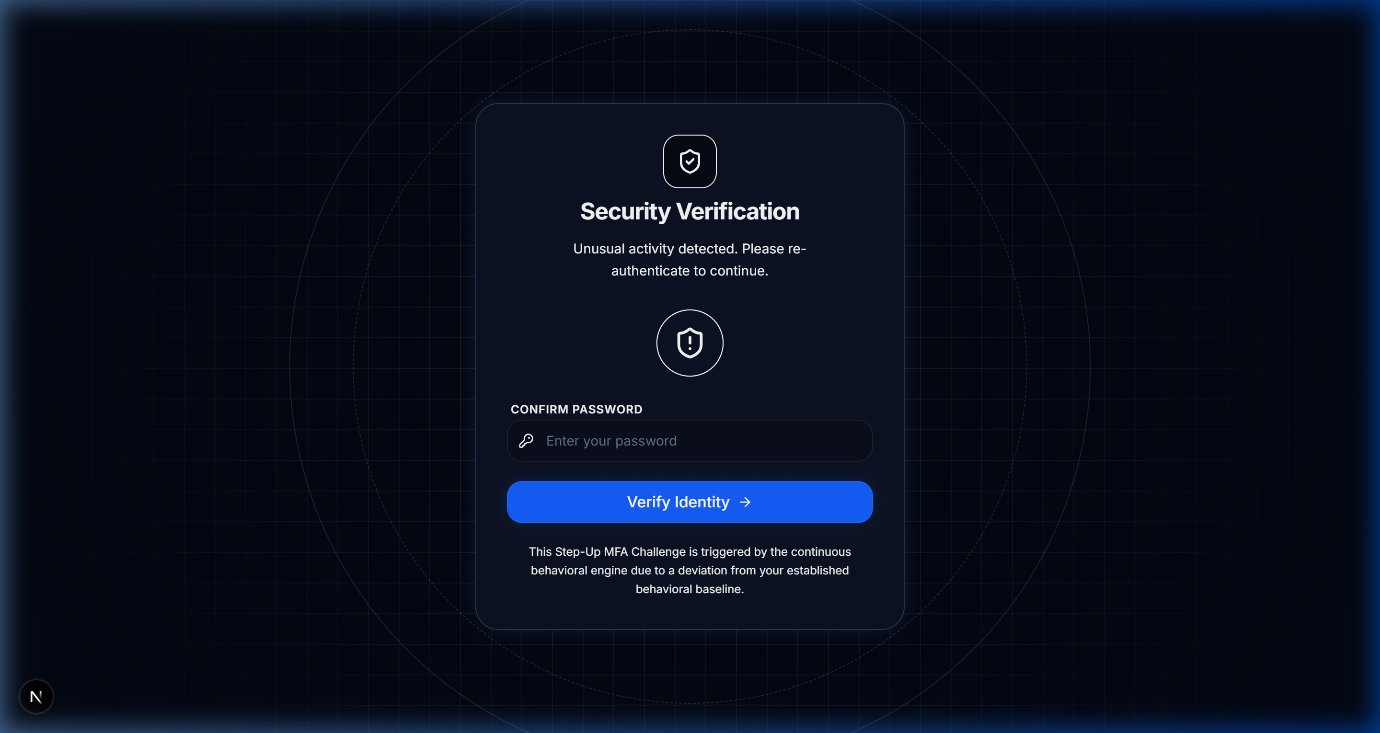 Security Verification
Unusual activity detected. Please re-
authenticate to continue.
CONFIRM PASSWORD
Enter your password
Verify Identity →
This Step-Up MFA Challenge is triggered by the continuous
behavioral engine due to a deviation from your established
behavioral baseline.
N